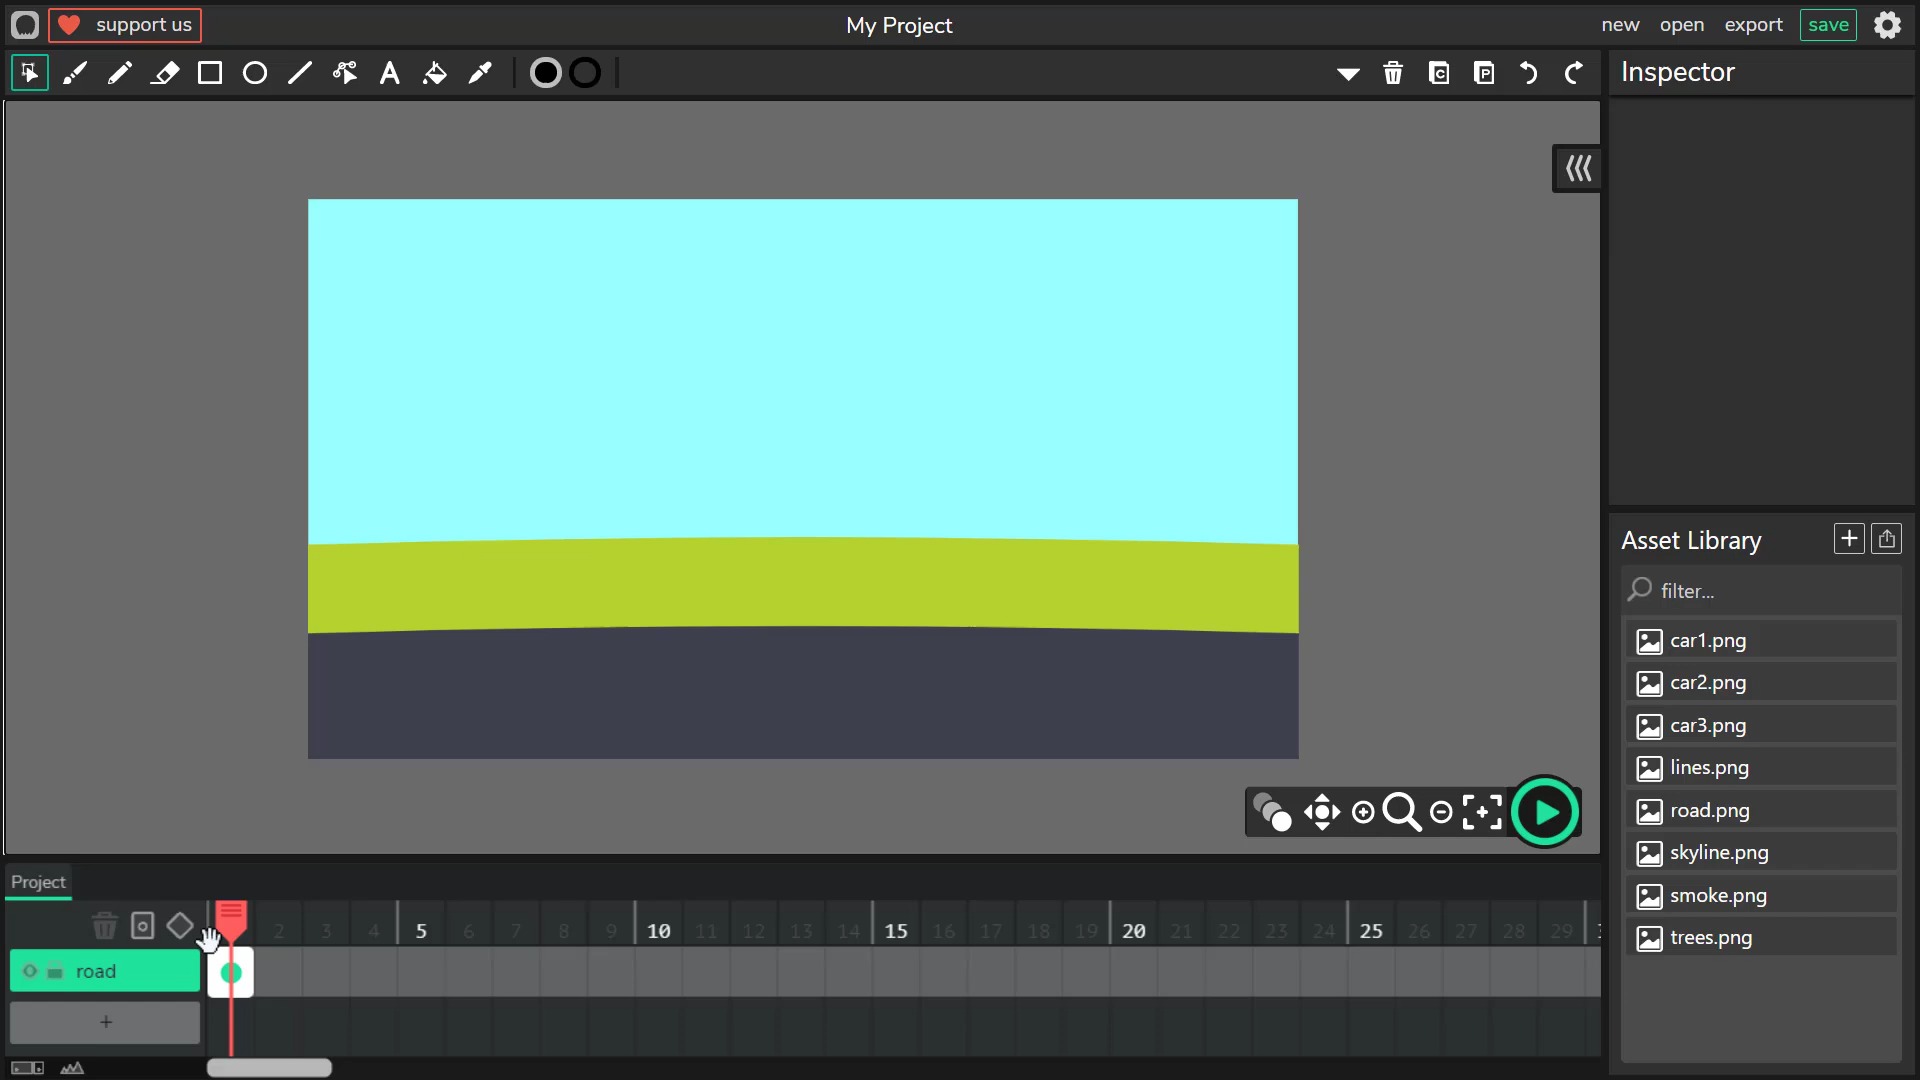 support us
My Project
new open export save
Inspector
Project
2 3 4 5 6 7 8 9 10 11 12 13 14 15 16 17 18 19 20 21 22 23 24 25 26 27 28 29
road
+
Asset Library
filter...
car1.png
car2.png
car3.png
lines.png
road.png
skyline.png
smoke.png
trees.png